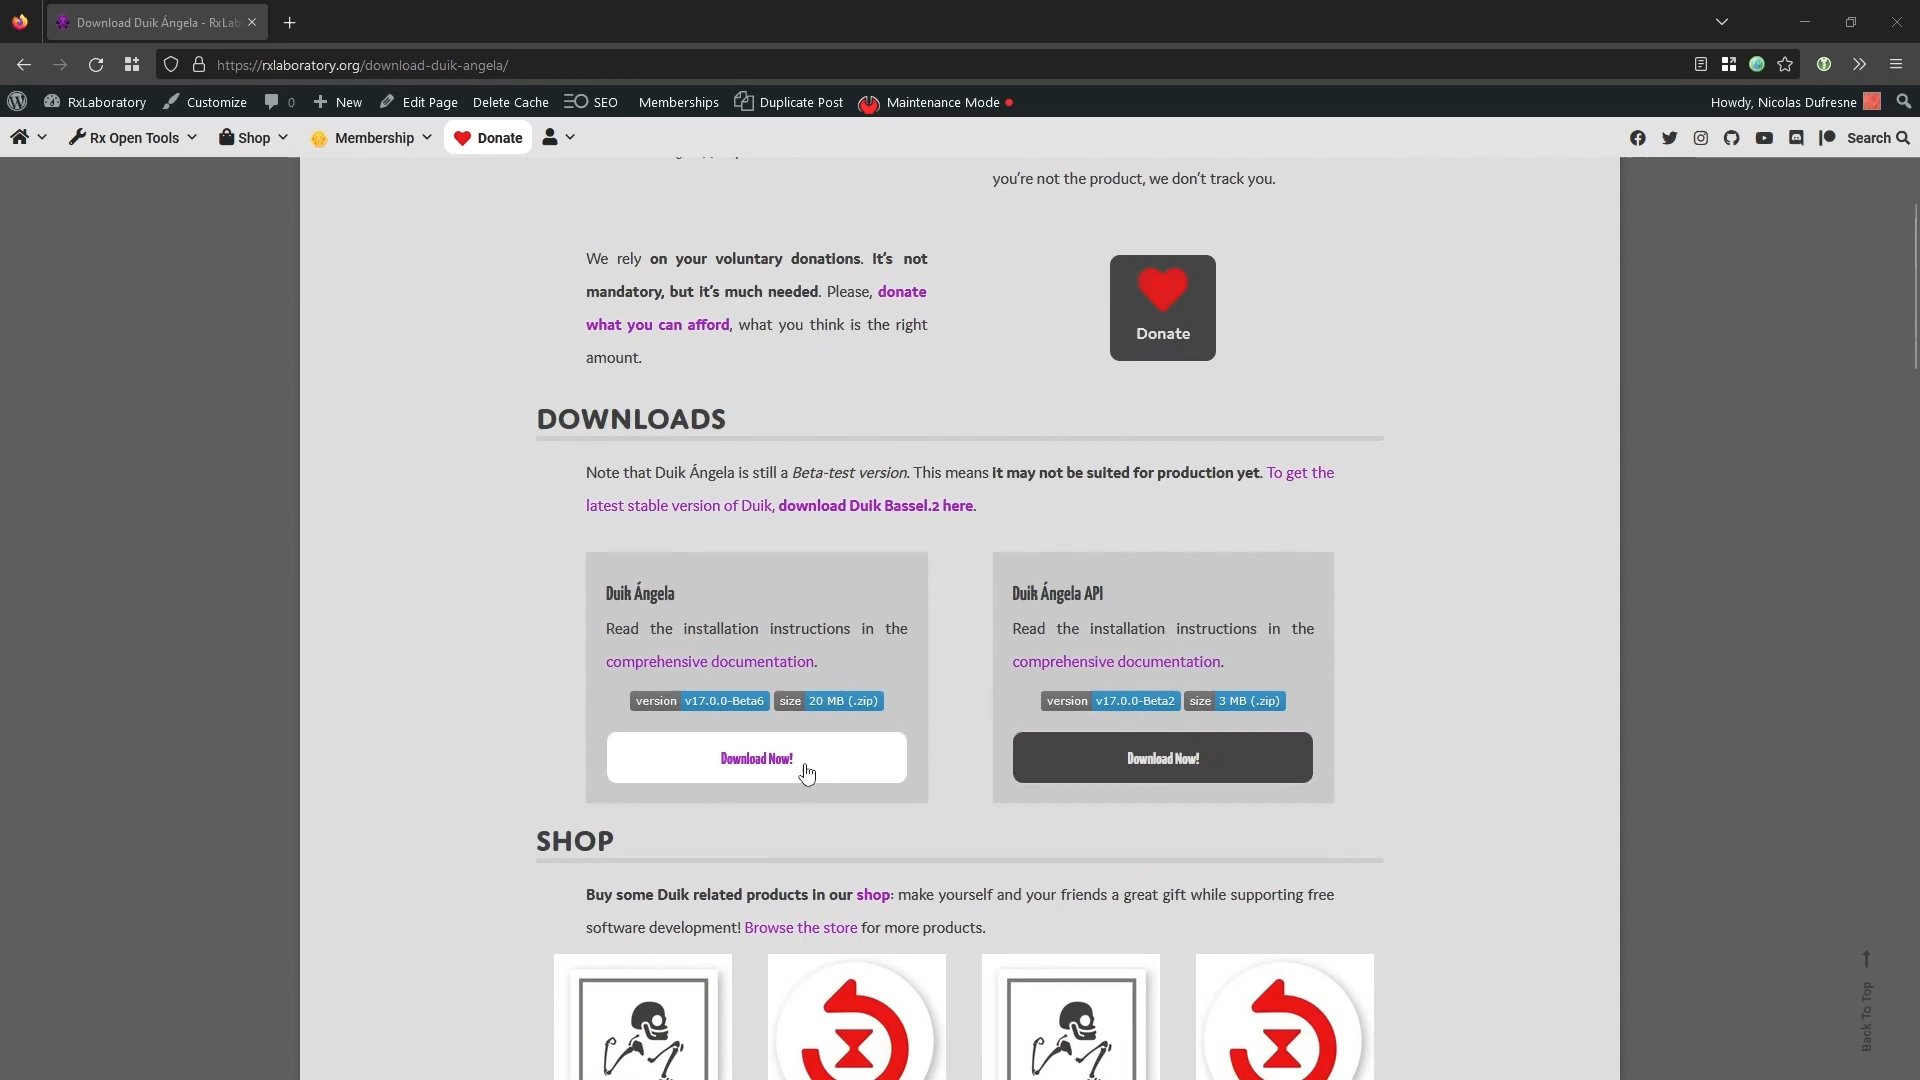 Download Duik Ángela - RxLab
https://rxlaboratory.org/download-duik-angela/
RxLaboratory
Customize
0
New
Edit Page
Delete Cache
SEO
Memberships
Duplicate Post
Maintenance Mode
Howdy, Nicolas Dufresne
Rx Open Tools
Shop
Membership
Donate
Search
you're not the product, we don't track you.
We rely on your voluntary donations. It's not
mandatory, but it's much needed. Please, donate
what you can afford, what you think is the right
amount.
Donate
DOWNLOADS
Note that Duik Ángela is still a Beta-test version. This means it may not be suited for production yet. To get the
latest stable version of Duik, download Duik Bassel.2 here.
Duik Ángela
Read the installation instructions in the
comprehensive documentation.
version v17.0.0-Beta6 size 20 MB (.zip)
Download Now!
Duik Ángela API
Read the installation instructions in the
comprehensive documentation.
version v17.0.0-Beta2 size 3 MB (.zip)
Download Now!
SHOP
Buy some Duik related products in our shop: make yourself and your friends a great gift while supporting free
software development! Browse the store for more products.
Back To Top